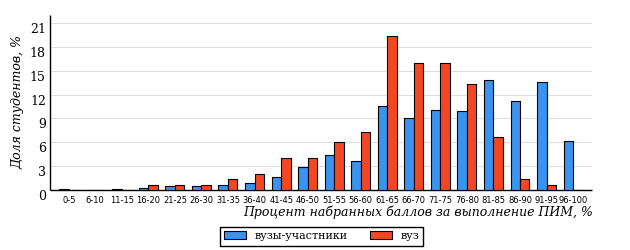 21
18
15
12
9
6
3
0
Доля студентов, %
0-5 6-10 11-15 16-20 21-25 26-30 31-35 36-40 41-45 46-50 51-55 56-60 61-65 66-70 71-75 76-80 81-85 86-90 91-95 96-100
Процент набранных баллов за выполнение ПИМ, %
вузы-участники вуз